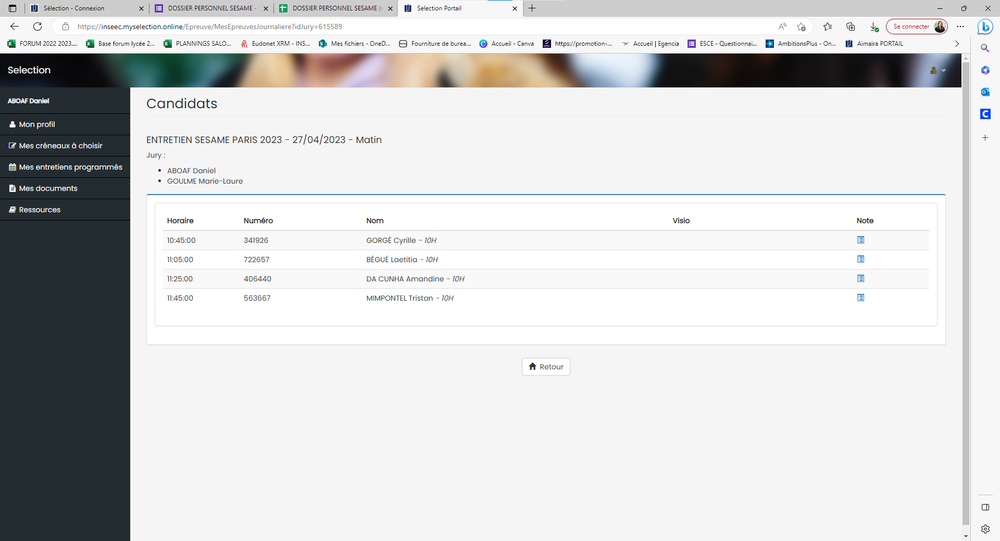 Sélection - Connexion
DOSSIER PERSONNEL SESAME -
DOSSIER PERSONNEL SESAME (r
Selection Portail
https://inseec.myselection.online/Epreuve/MesEpreuvesJournaliere?idJury=615589
Se connecter
FORUM 2022 2023....
Base forum lycée 2...
PLANNINGS SALO...
Eudonet XRM - INS...
Mes fichiers - OneD...
Fourniture de burea...
Accueil - Canva
https://promotion-...
Accueil | Egencia
ESCE - Questionnai...
AmbitionsPlus - On...
Aimaira PORTAIL
Selection
ABOAF Daniel
Mon profil
Mes créneaux à choisir
Mes entretiens programmés
Mes documents
Ressources
Candidats
ENTRETIEN SESAME PARIS 2023 - 27/04/2023 - Matin
Jury :
• ABOAF Daniel
• GOULME Marie-Laure
Horaire Numéro Nom Visio Note
10:45:00 341926 GORGÉ Cyrille - 10H
11:05:00 722657 BÉGUÉ Laetitia - 10H
11:25:00 406440 DA CUNHA Amandine - 10H
11:45:00 563667 MIMPONTEL Tristan - 10H
Retour